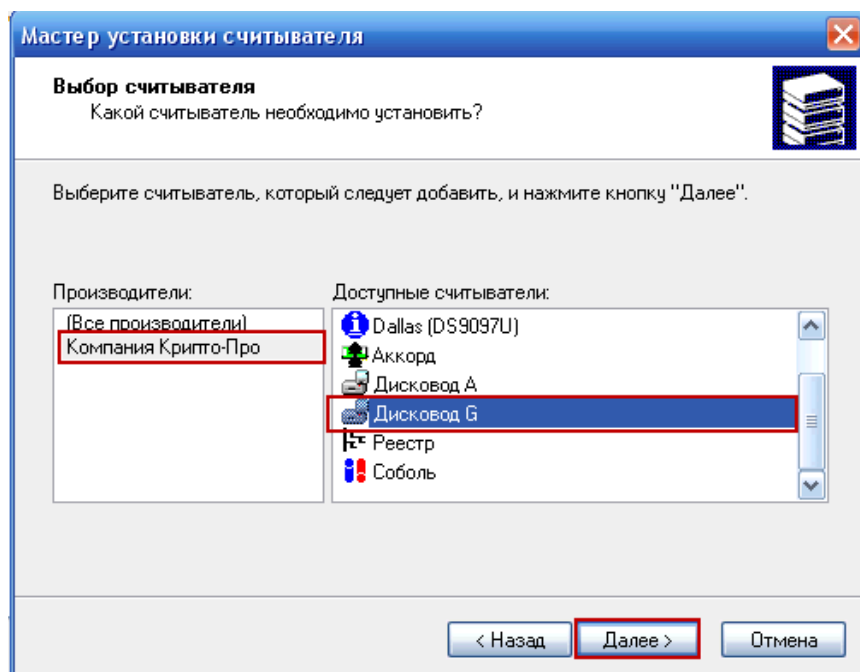 Мастер установки считывателя
Выбор считывателя
Какой считыватель необходимо установить?
Выберите считыватель, который следует добавить, и нажмите кнопку "Далее".
Производители:
(Все производители)
Компания Крипто-Про
Доступные считыватели:
Dallas (DS9097U)
Аккорд
Дисковод A
Дисковод G
Реестр
Соболь
< Назад
Далее >
Отмена